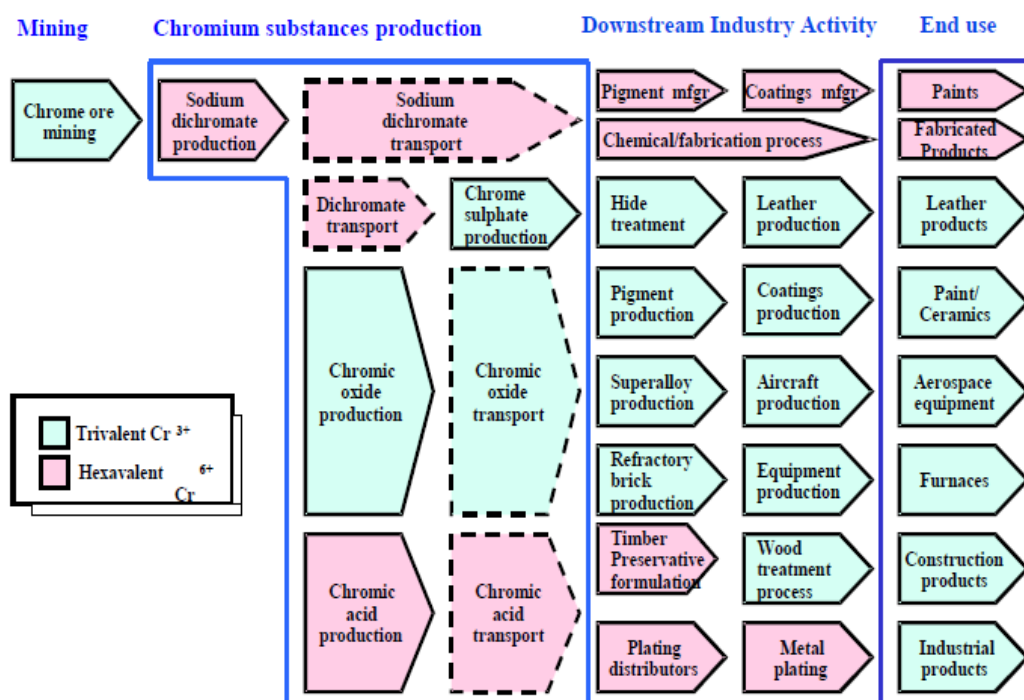 Mining
Chromium substances production
Downstream Industry Activity
End use
Chrome ore
mining
Sodium
dichromate
production
Sodium
dichromate
transport
Pigment mfgr
Coatings mfgr
Paints
Chemical/fabrication process
Fabricated
Products
Dichromate
transport
Chrome
sulphate
production
Hide
treatment
Leather
production
Leather
products
Chromic
oxide
production
Chromic
oxide
transport
Pigment
production
Coatings
production
Paint/
Ceramics
Superalloy
production
Aircraft
production
Aerospace
equipment
Trivalent Cr 3+
Hexavalent 6+
Cr
Refractory
brick
production
Equipment
production
Furnaces
Chromic
acid
production
Chromic
acid
transport
Timber
Preservative
formulation
Wood
treatment
process
Construction
products
Plating
distributors
Metal
plating
Industrial
products